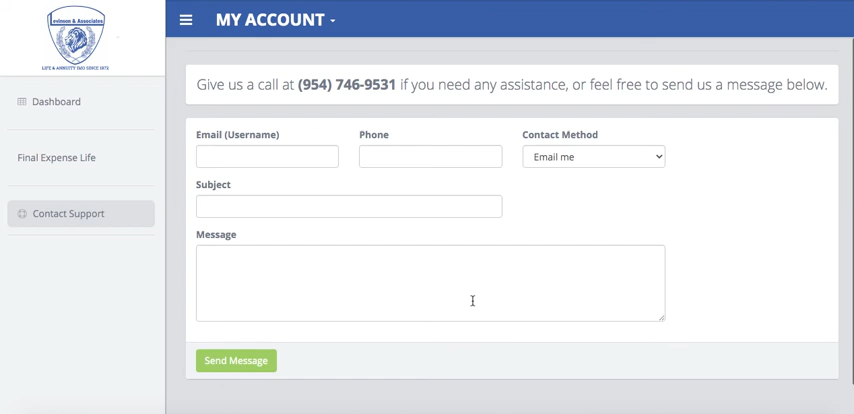 Levinson & Associates
LIFE & ANNUITY IMO SINCE 1972
MY ACCOUNT
Dashboard
Final Expense Life
Contact Support
Give us a call at (954) 746-9531 if you need any assistance, or feel free to send us a message below.
Email (Username) Phone Contact Method
Email me
Subject
Message
Send Message